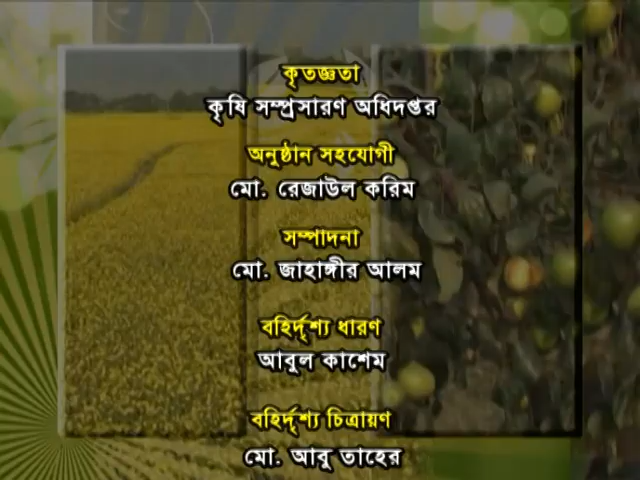 কৃতজ্ঞতা
কৃষি সম্প্রসারণ অধিদপ্তর
অনুষ্ঠান সহযোগী
মো. রেজাউল করিম
সম্পাদনা
মো. জাহাঙ্গীর আলম
বহির্দৃশ্য ধারণ
আবুল কাশেম
বহির্দৃশ্য চিত্রায়ণ
মো. আবু তাহের